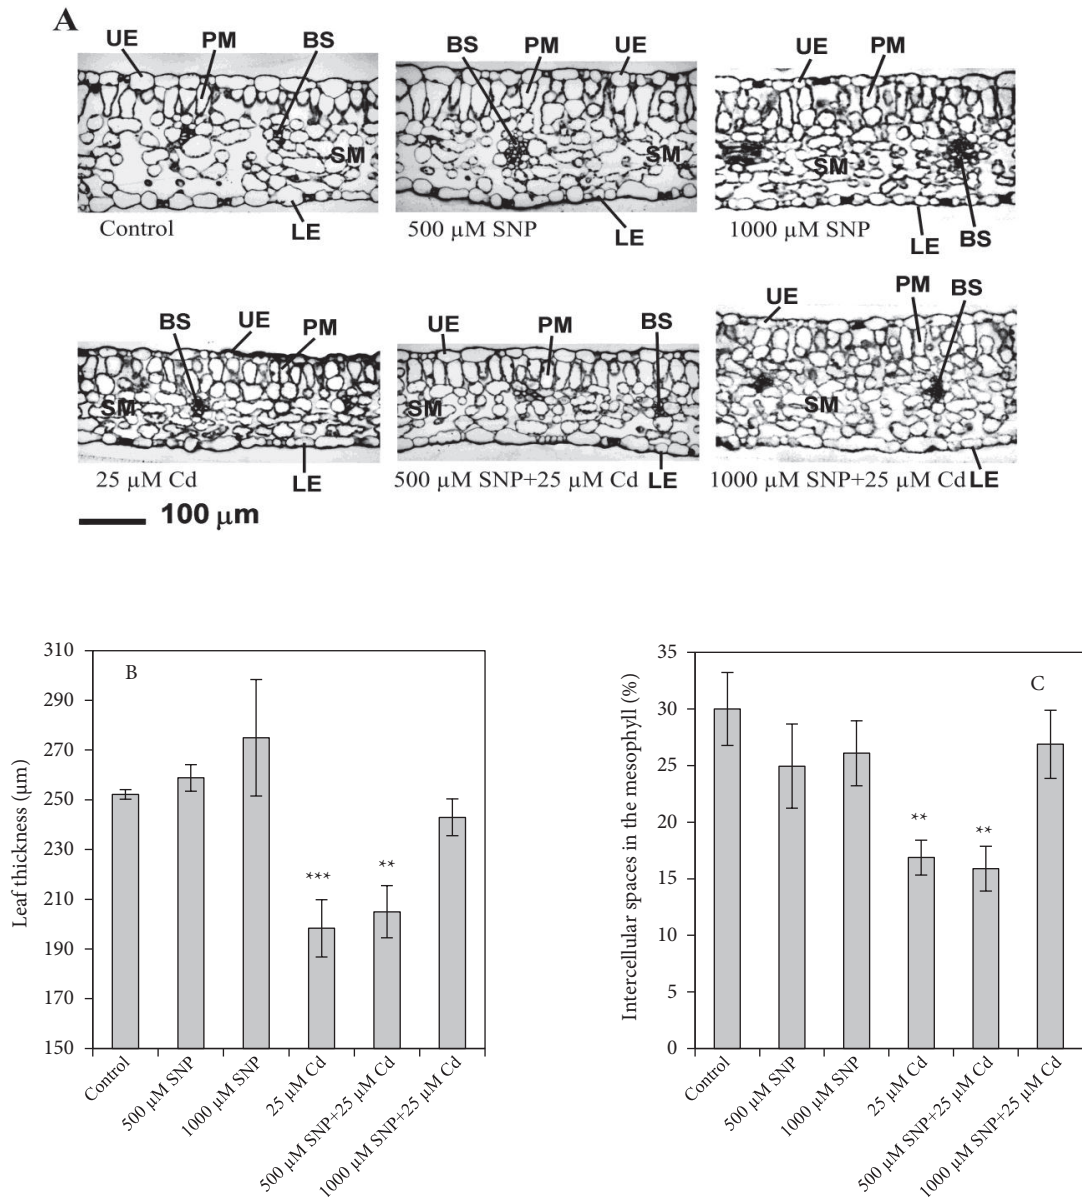 A
UE PM BS
SM
Control
LE
BS PM UE
SM
500 µM SNP
LE
UE PM
SM
1000 µM SNP
LE BS
BS UE PM
SM
25 µM Cd
LE
UE PM BS
SM
500 µM SNP+25 µM Cd LE
UE PM BS
SM
1000 µM SNP+25 µM Cd LE
100 µm
B
Leaf thickness (µm)
310
290
270
250
230
210
190
170
150
***
**
Control
500 µM SNP
1000 µM SNP
25 µM Cd
500 µM SNP+25 µM Cd
1000 µM SNP+25 µM Cd
C
Intercellular spaces in the mesophyll (%)
35
30
25
20
15
10
5
0
**
**
Control
500 µM SNP
1000 µM SNP
25 µM Cd
500 µM SNP+25 µM Cd
1000 µM SNP+25 µM Cd